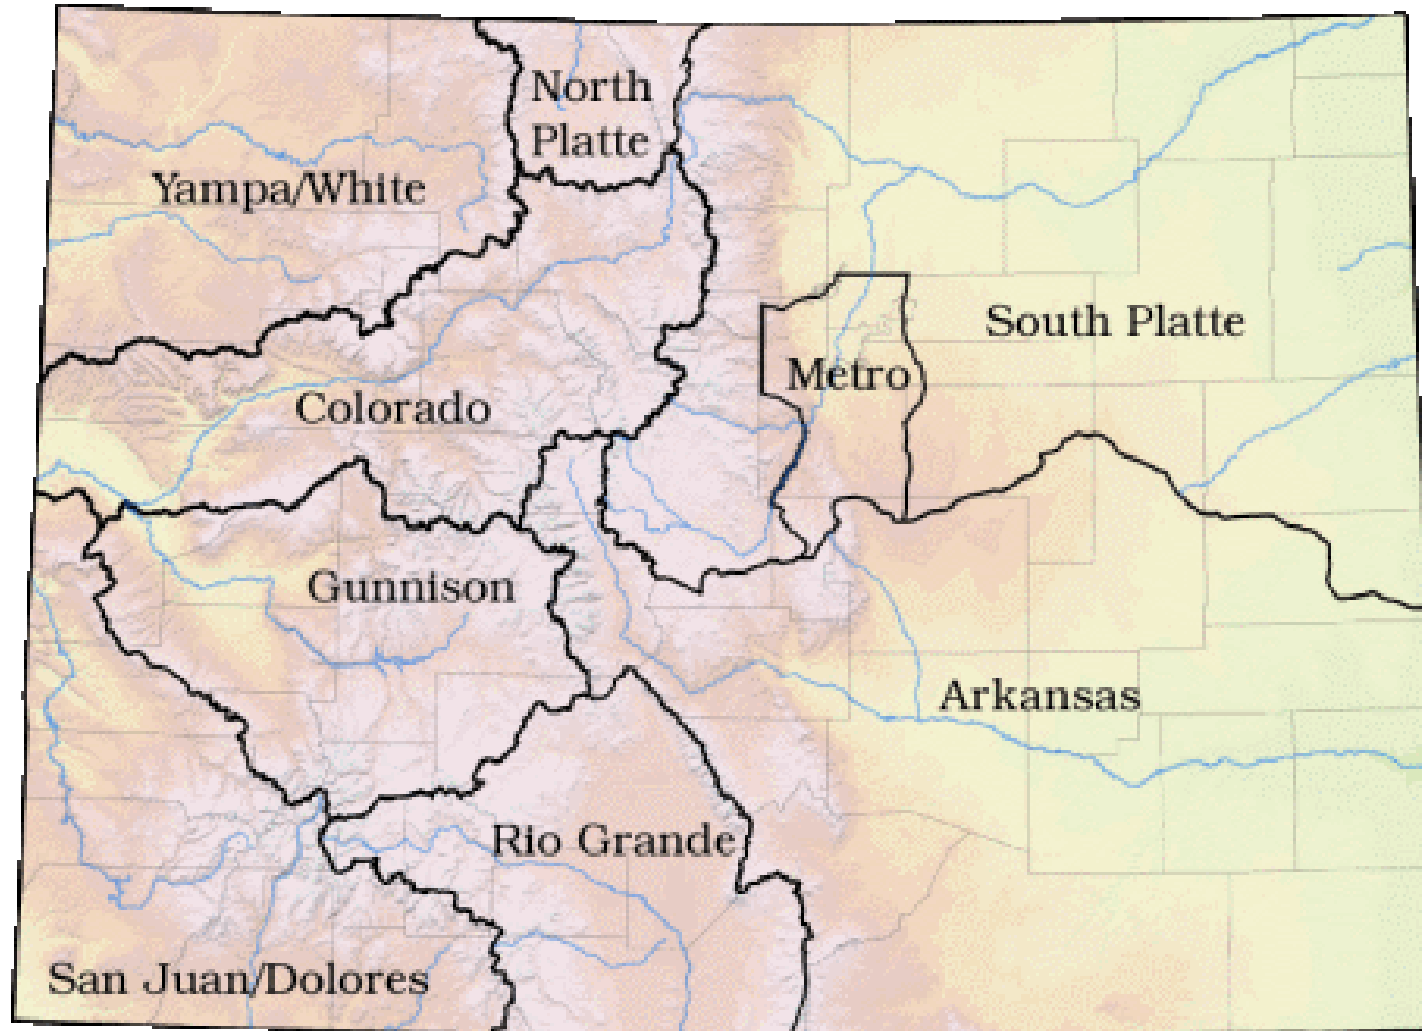 North
Platte
Yampa/White
South Platte
Metro
Colorado
Gunnison
Arkansas
Rio Grande
San Juan/Dolores